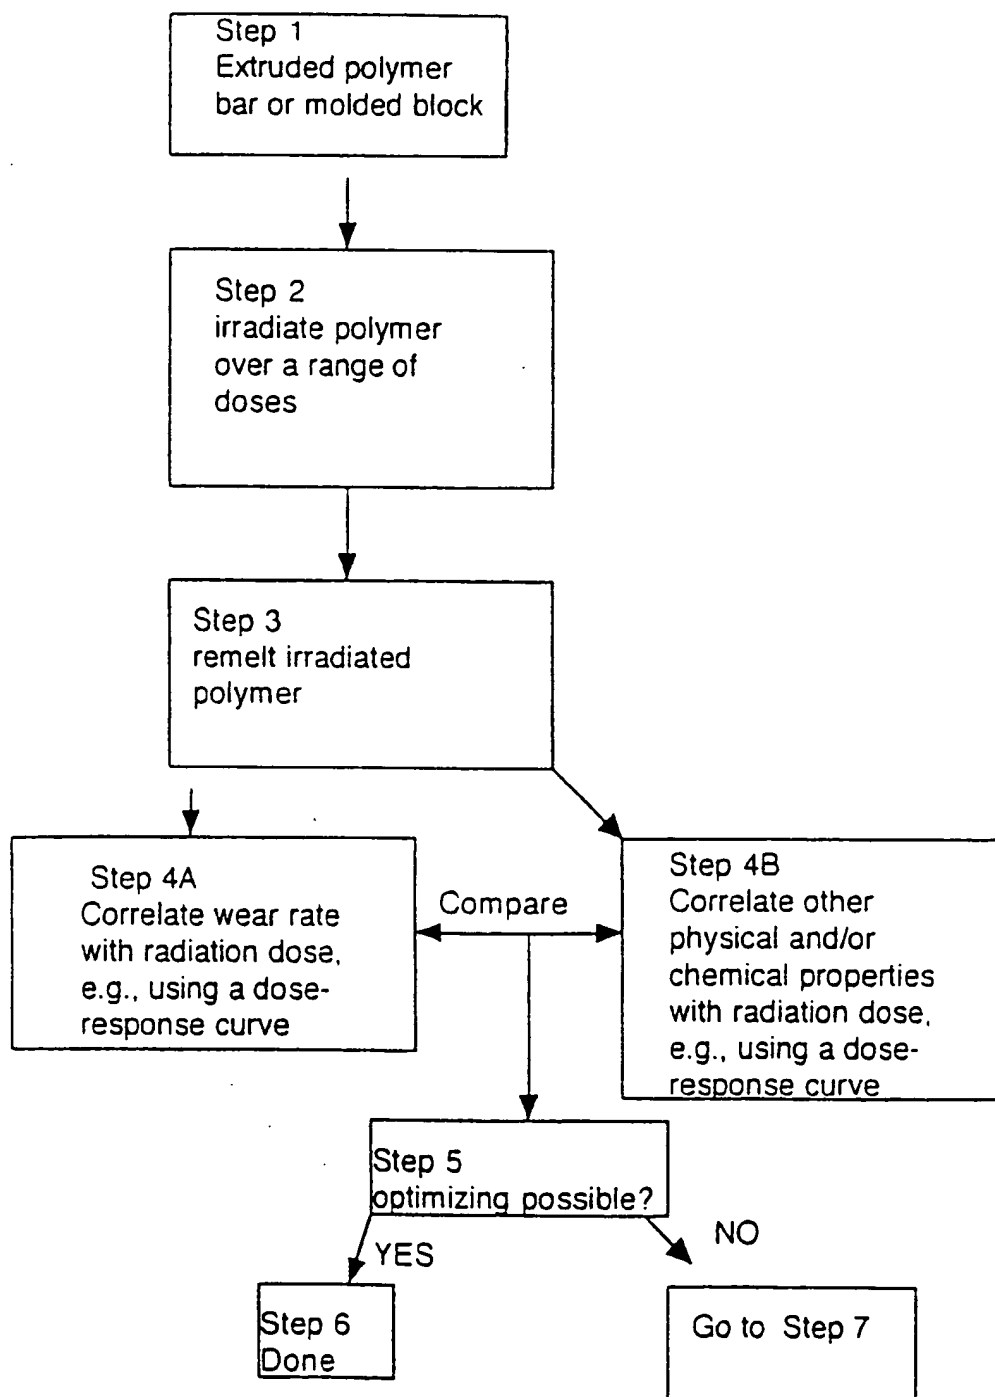 Step 1
Extruded polymer
bar or molded block
Step 2
irradiate polymer
over a range of
doses
Step 3
remelt irradiated
polymer
Step 4A
Correlate wear rate
with radiation dose,
e.g., using a dose-
response curve
Compare
Step 4B
Correlate other
physical and/or
chemical properties
with radiation dose,
e.g., using a dose-
response curve
Step 5
optimizing possible?
YES
NO
Step 6
Done
Go to Step 7